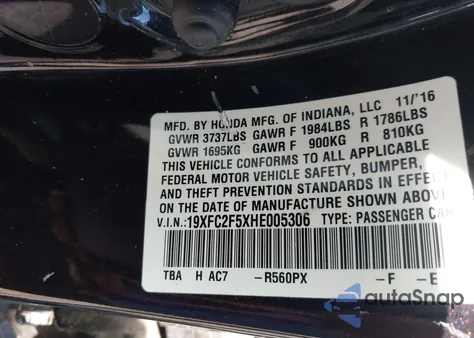 MFD. BY HONDA MFG. OF INDIANA, LLC 11/'16
GVWR 3737LBS GAWR F 1984LBS R 1786LBS
GVWR 1695KG GAWR F 900KG R 810KG
THIS VEHICLE CONFORMS TO ALL APPLICABLE
FEDERAL MOTOR VEHICLE SAFETY, BUMPER,
AND THEFT PREVENTION STANDARDS IN EFFECT
ON THE DATE OF MANUFACTURE SHOWN ABOV
V.I.N.:19XFC2F5XHE005306 TYPE: PASSENGER CAR
TBA H AC7 -R560PX -F -E
autoSnap